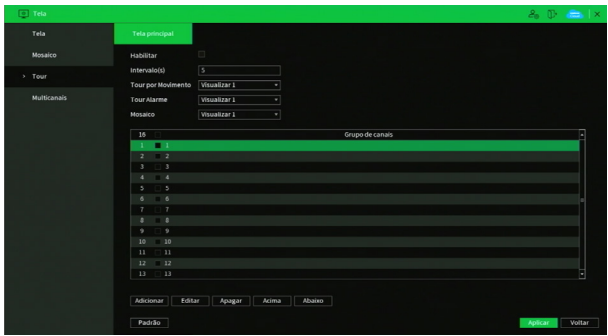 Tela
Tela
Tela principal
Mosaico
Habilitar
Intervalo(s) 5
Tour
Tour por Movimento Visualizar 1
Multicanais
Tour Alarme Visualizar 1
Mosaico Visualizar 1
16 Grupo de canais
1 1
2 2
3 3
4 4
5 5
6 6
7 7
8 8
9 9
10 10
11 11
12 12
13 13
Adicionar Editar Apagar Acima Abaixo
Padrão Aplicar Voltar